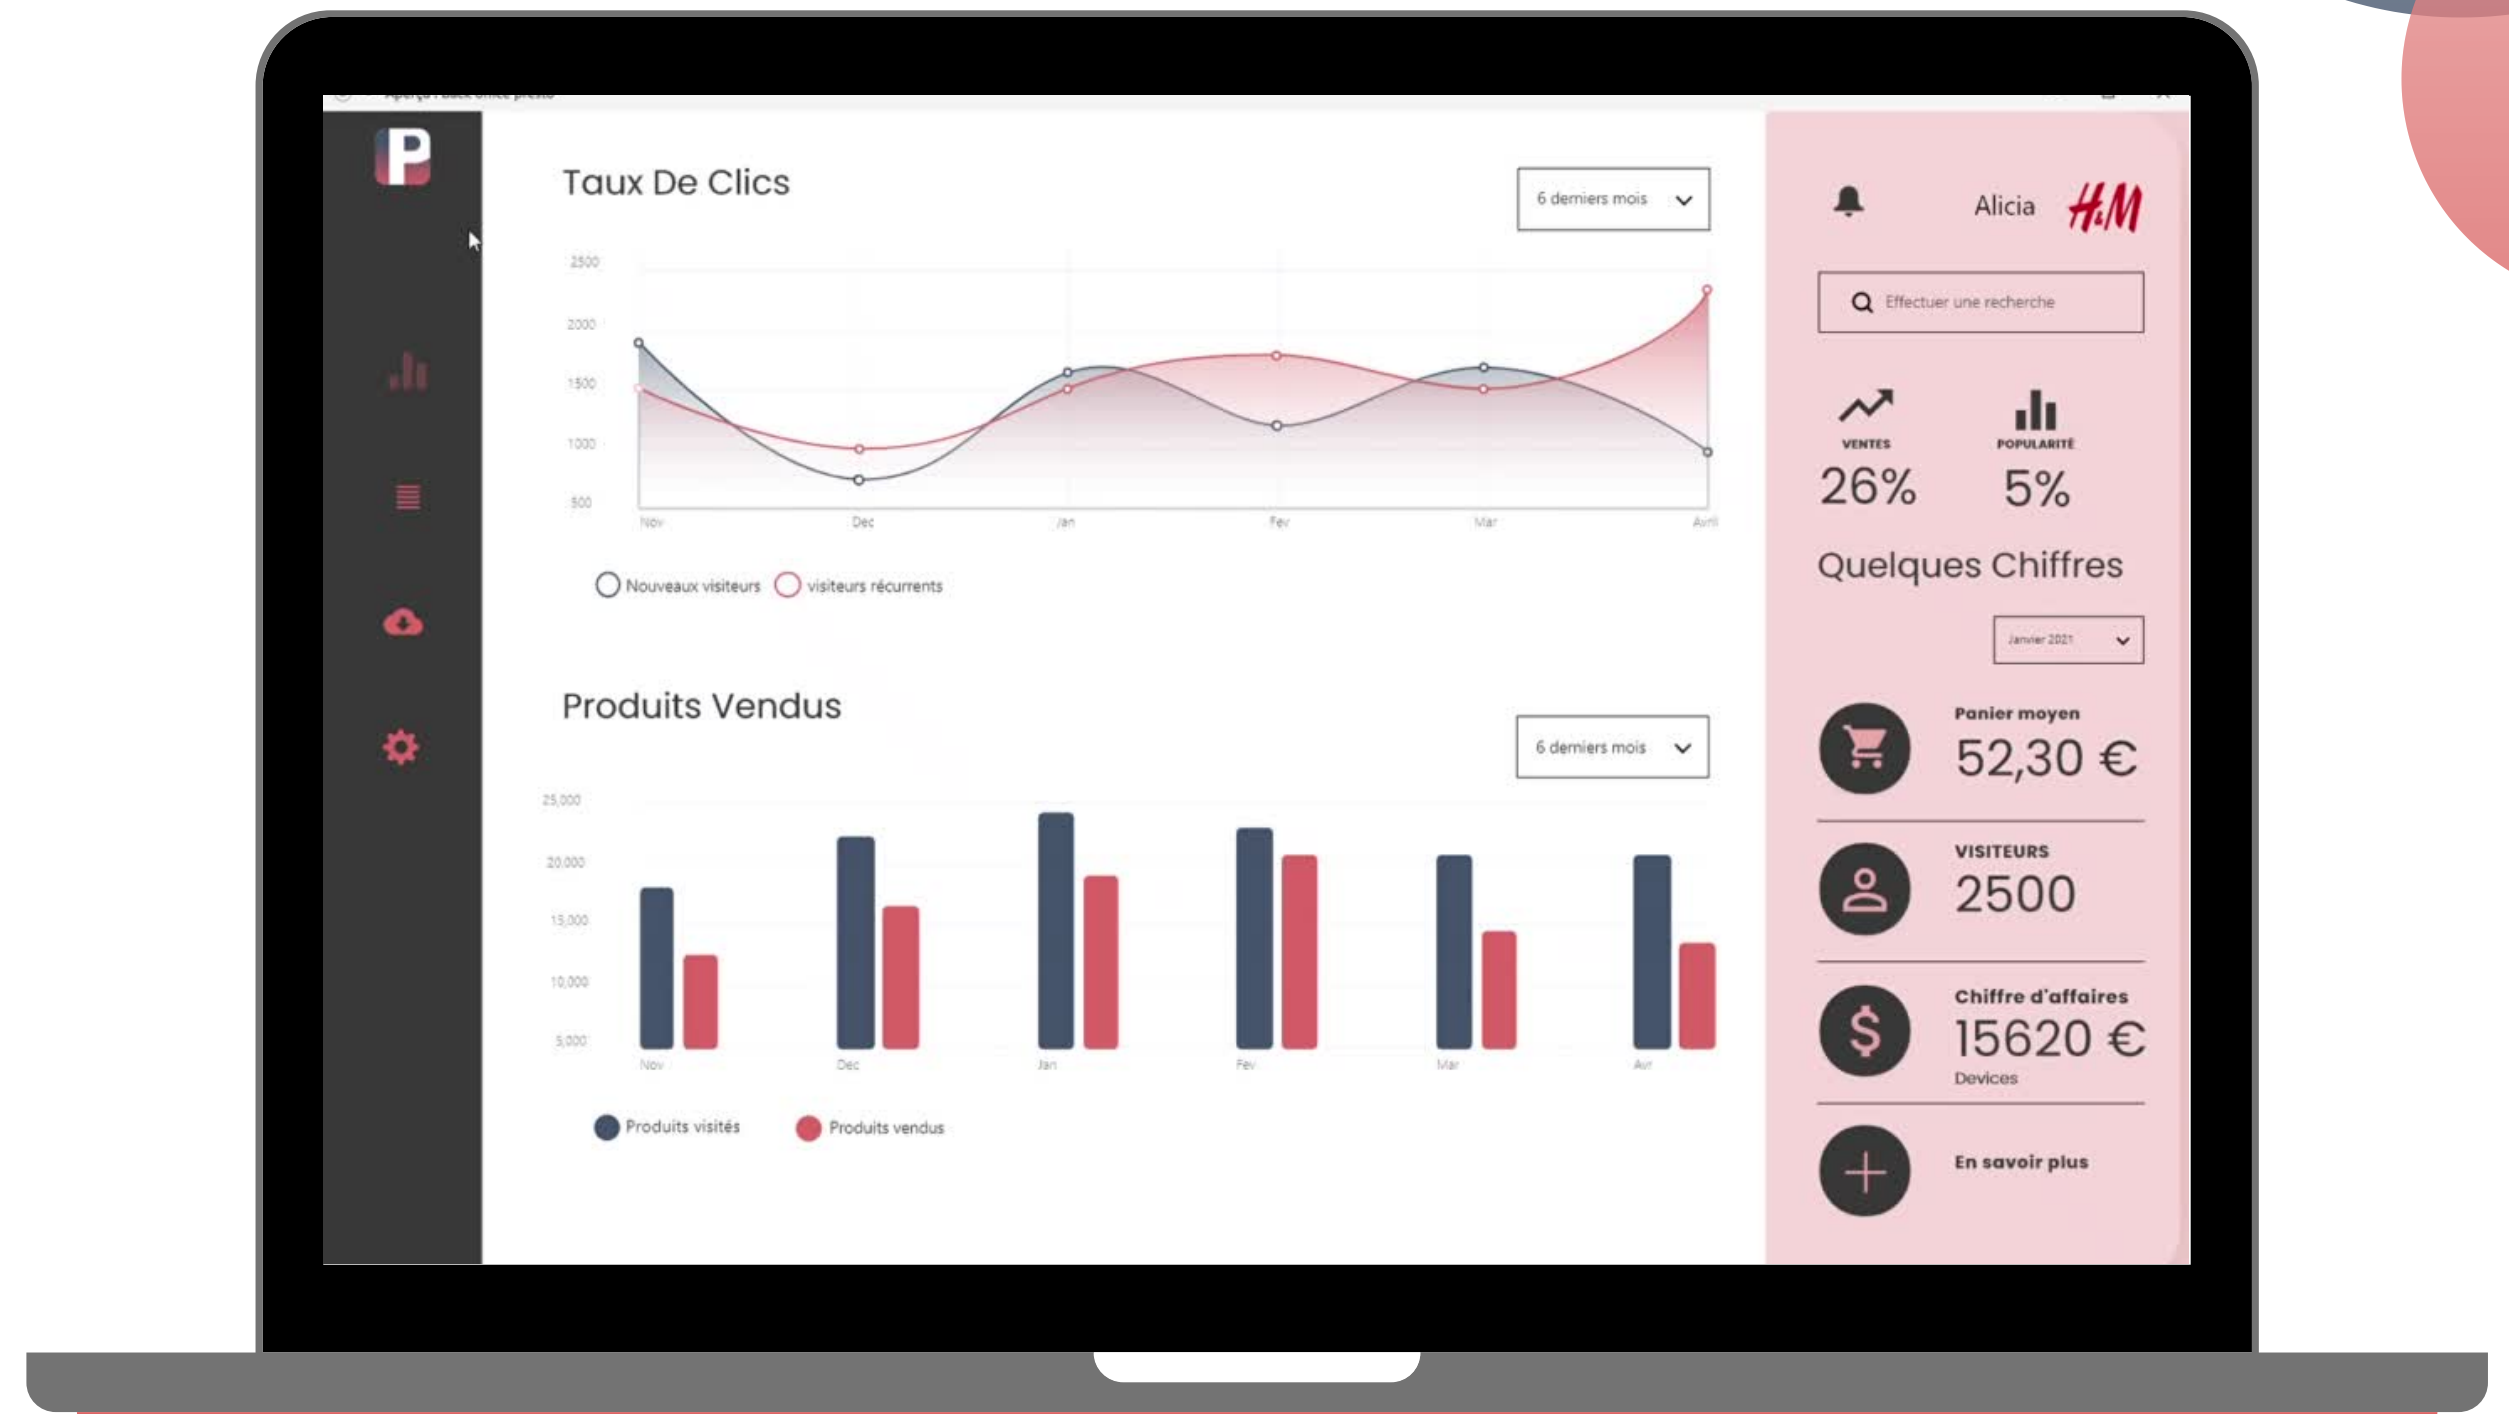 P
Taux De Clics
6 derniers mois
2500
2000
1500
1000
500
Nov
Dec
Jan
Fev
Mar
Avril
Nouveaux visiteurs
visiteurs récurrents
Produits Vendus
6 derniers mois
25,000
20,000
15,000
10,000
5,000
Nov
Dec
Jan
Fev
Mar
Avr
Produits visités
Produits vendus
Alicia
H&M
Effectuer une recherche
VENTES
26%
POPULARITÉ
5%
Quelques Chiffres
Janvier 2021
Panier moyen
52,30 €
VISITEURS
2500
Chiffre d'affaires
15620 €
Devices
En savoir plus